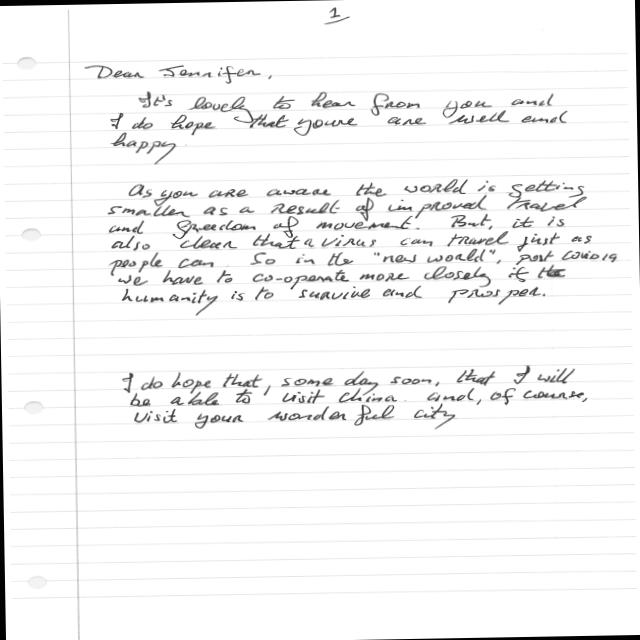 1
Dear Jennifer,
It's lovely to hear from you and
I do hope that youre are well and
happy
As you are aware the world is getting
smaller as a result of improved travel
and freedom of movement. But, it is
also clear that a virus can travel just as
people can. So in the "new world", post Covid 19
we have to co-operate more closely if the
humanity is to survive and prosper.
I do hope that, some day soon, that I will
be able to visit China and, of course,
visit your wonderful city